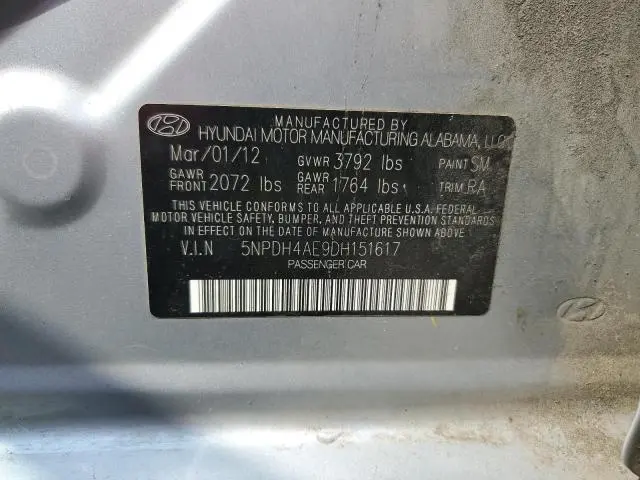 MANUFACTURED BY
HYUNDAI MOTOR MANUFACTURING ALABAMA, LLC
Mar/01/12 GVWR 3792 lbs PAINT SM
GAWR FRONT 2072 lbs GAWR REAR 1764 lbs TRIM RA
THIS VEHICLE CONFORMS TO ALL APPLICABLE U.S.A. FEDERAL
MOTOR VEHICLE SAFETY, BUMPER, AND THEFT PREVENTION STANDARDS
IN EFFECT ON THE DATE OF MANUFACTURE SHOWN ABOVE.
V.I.N 5NPDH4AE9DH151617
PASSENGER CAR